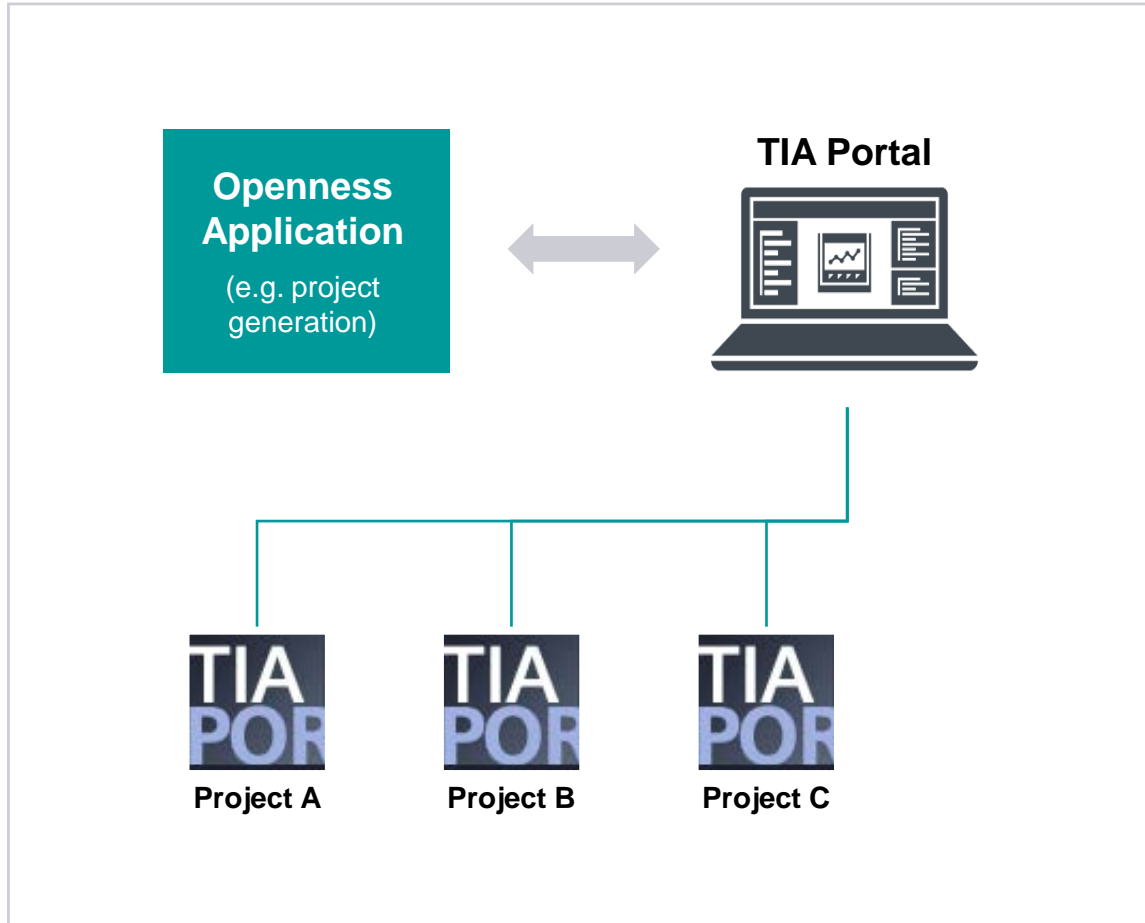 Openness
Application
(e.g. project
generation)
TIA Portal
TIA
POR
Project A
TIA
POR
Project B
TIA
POR
Project C